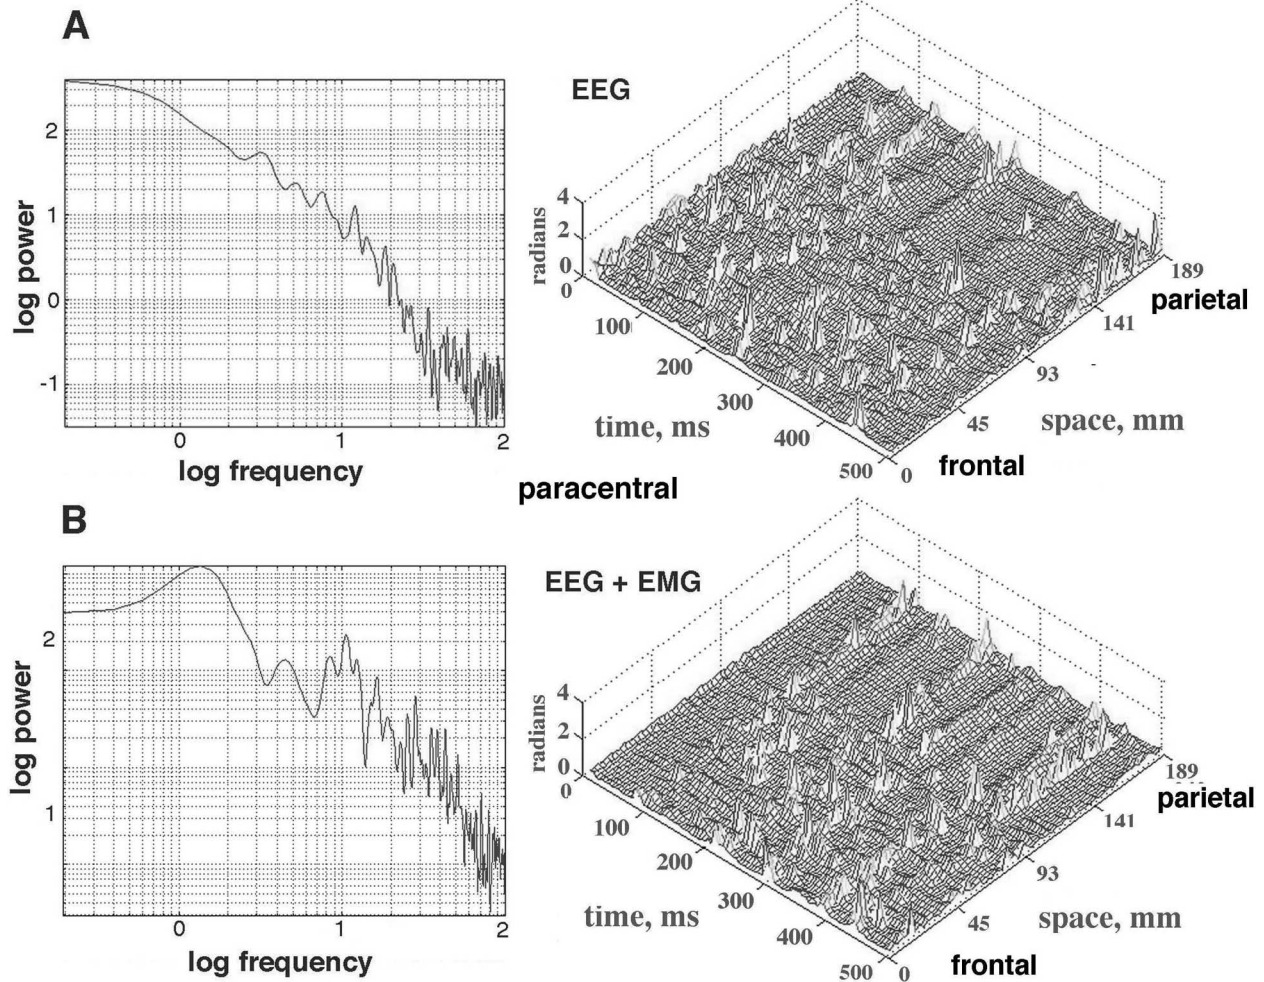 A
EEG
log power
2
1
0
-1
0
1
2
log frequency
radians
4
2
0
0
100
200
300
400
500
time, ms
0
45
93
141
189
space, mm
parietal
frontal
paracentral
B
EEG + EMG
log power
2
1
0
1
2
log frequency
radians
4
2
0
0
100
200
300
400
500
time, ms
0
45
93
141
189
space, mm
parietal
frontal